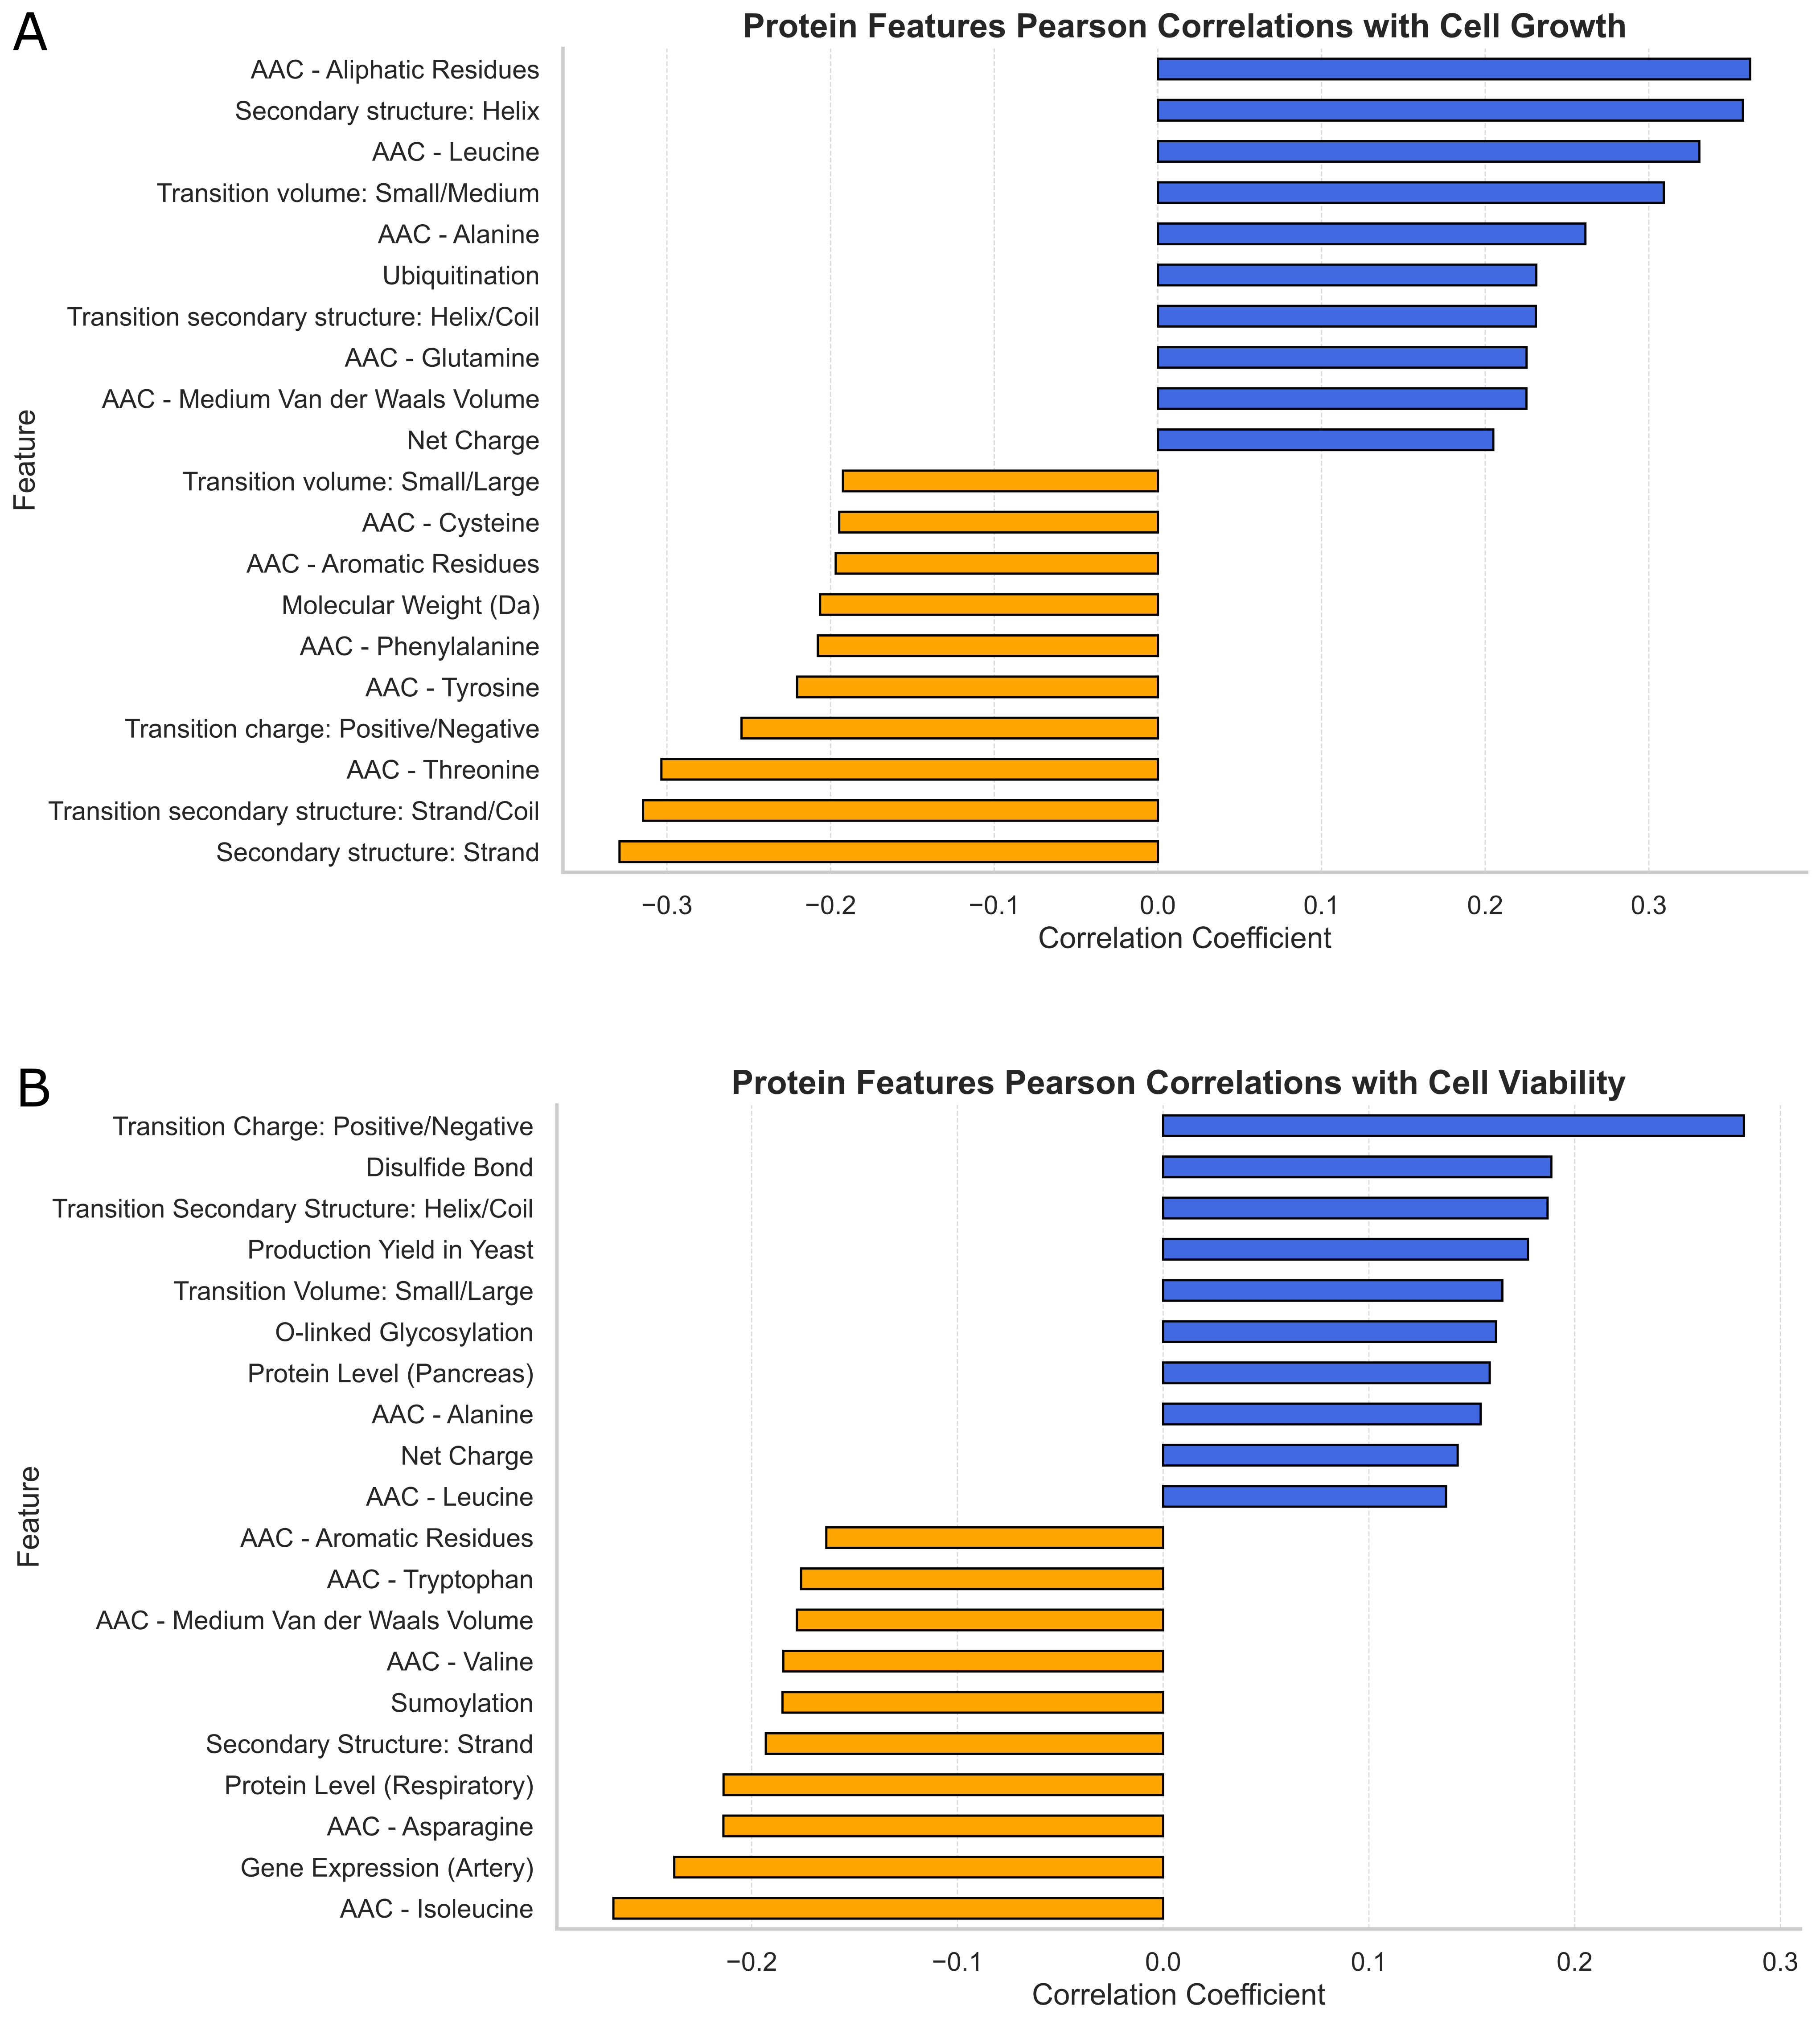 A
Protein Features Pearson Correlations with Cell Growth
AAC - Aliphatic Residues
Secondary structure: Helix
AAC - Leucine
Transition volume: Small/Medium
AAC - Alanine
Ubiquitination
Transition secondary structure: Helix/Coil
AAC - Glutamine
AAC - Medium Van der Waals Volume
Net Charge
Transition volume: Small/Large
AAC - Cysteine
AAC - Aromatic Residues
Molecular Weight (Da)
AAC - Phenylalanine
AAC - Tyrosine
Transition charge: Positive/Negative
AAC - Threonine
Transition secondary structure: Strand/Coil
Secondary structure: Strand
Feature
−0.3 −0.2 −0.1 0.0 0.1 0.2 0.3
Correlation Coefficient
B
Protein Features Pearson Correlations with Cell Viability
Transition Charge: Positive/Negative
Disulfide Bond
Transition Secondary Structure: Helix/Coil
Production Yield in Yeast
Transition Volume: Small/Large
O-linked Glycosylation
Protein Level (Pancreas)
AAC - Alanine
Net Charge
AAC - Leucine
AAC - Aromatic Residues
AAC - Tryptophan
AAC - Medium Van der Waals Volume
AAC - Valine
Sumoylation
Secondary Structure: Strand
Protein Level (Respiratory)
AAC - Asparagine
Gene Expression (Artery)
AAC - Isoleucine
Feature
−0.2 −0.1 0.0 0.1 0.2 0.3
Correlation Coefficient